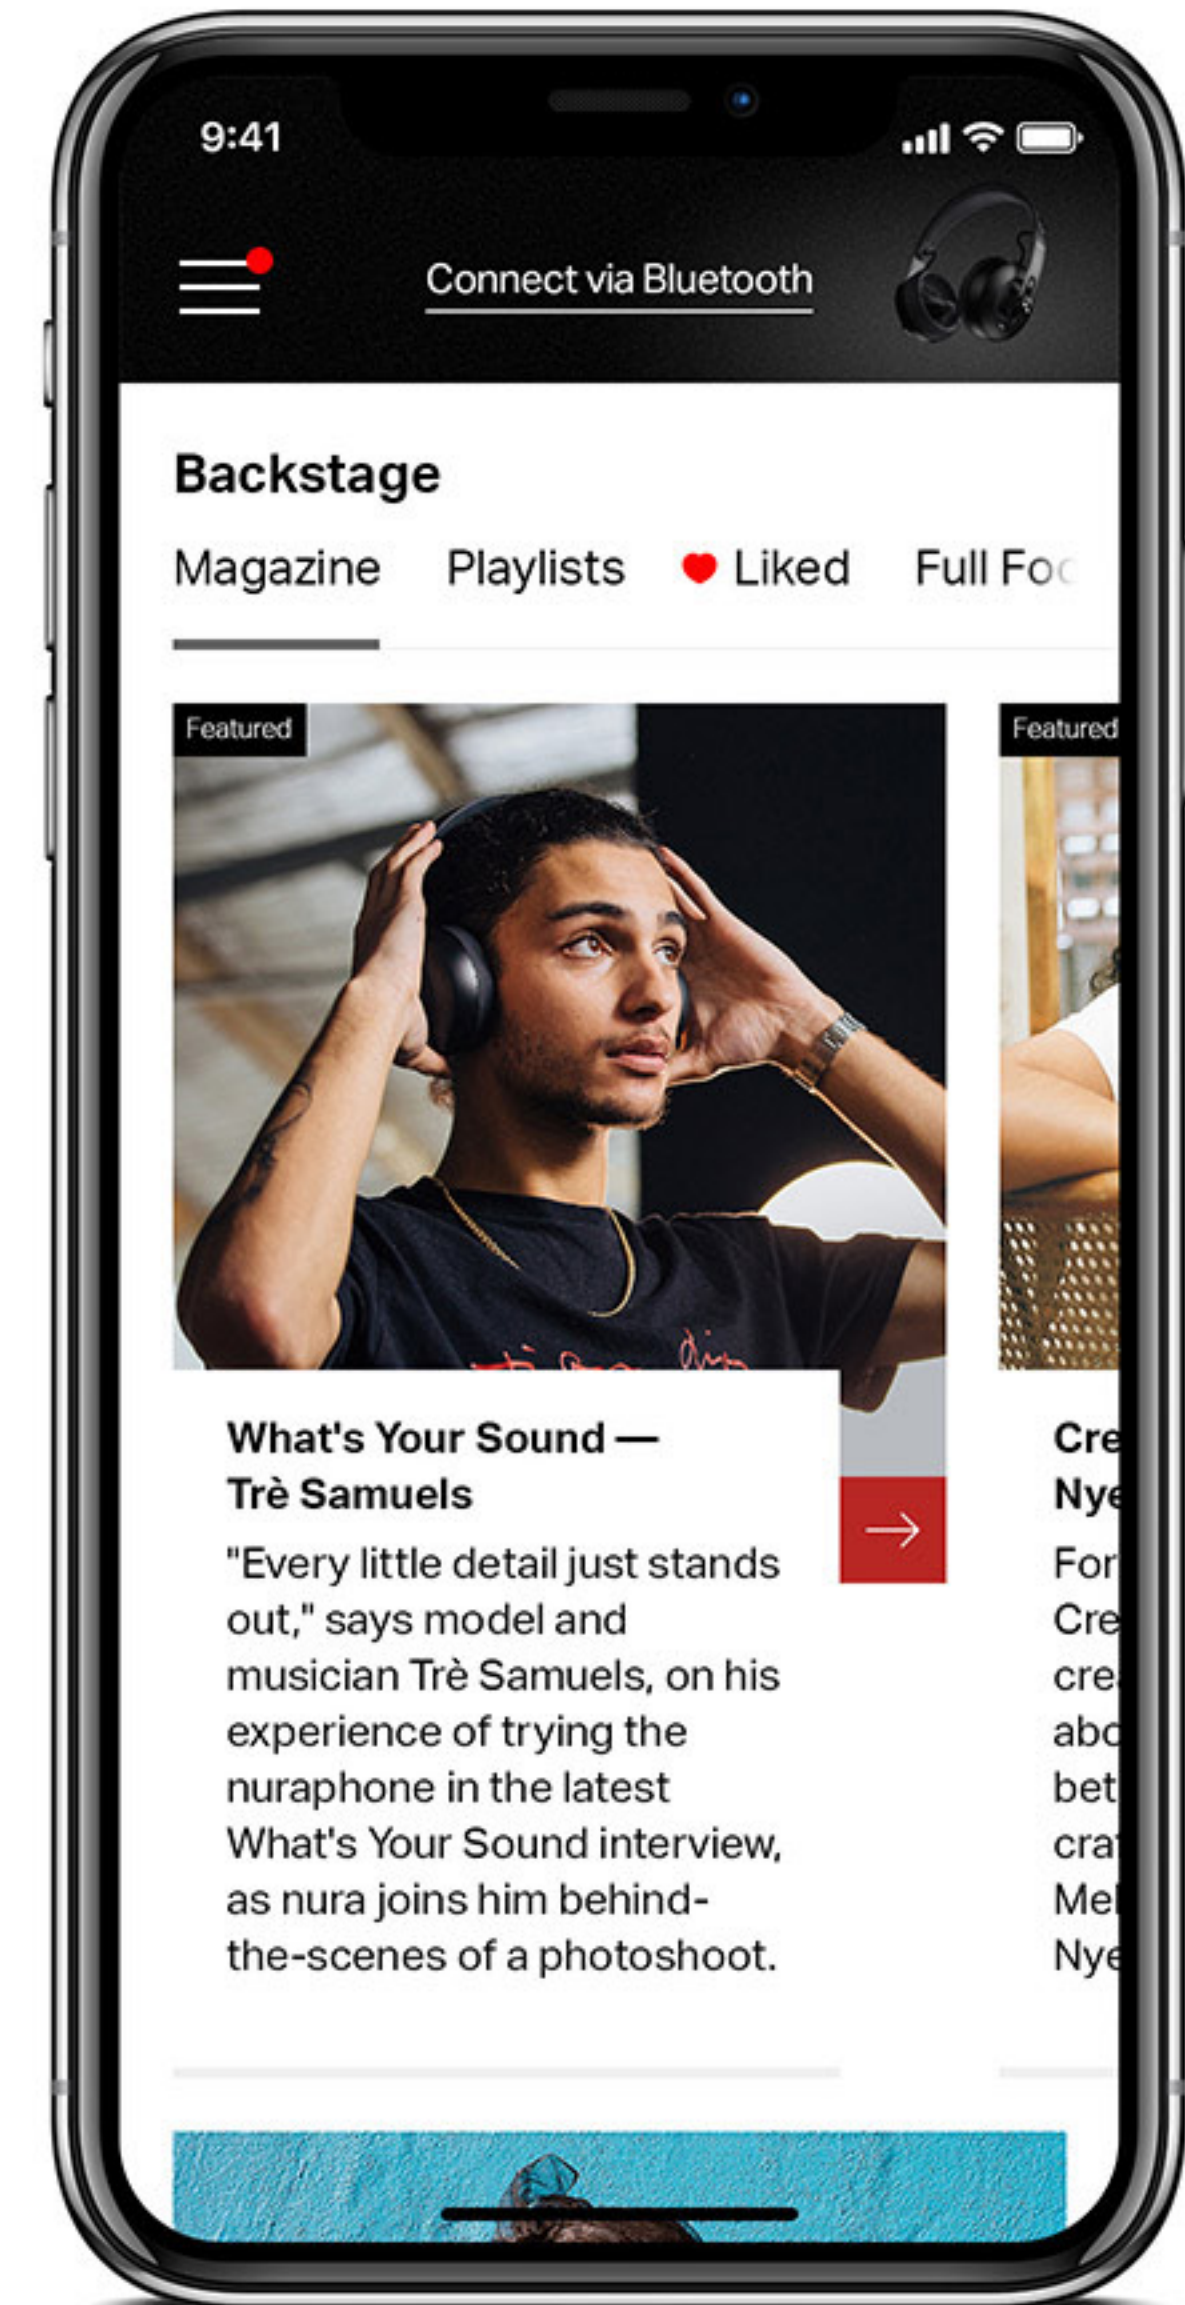 9:41
Connect via Bluetooth
Backstage
Magazine Playlists Liked Full
Featured
What's Your Sound —
Trè Samuels
"Every little detail just stands
out," says model and
musician Trè Samuels, on his
experience of trying the
nuraphone in the latest
What's Your Sound interview,
as nura joins him behind-
the-scenes of a photoshoot.
Featured
For